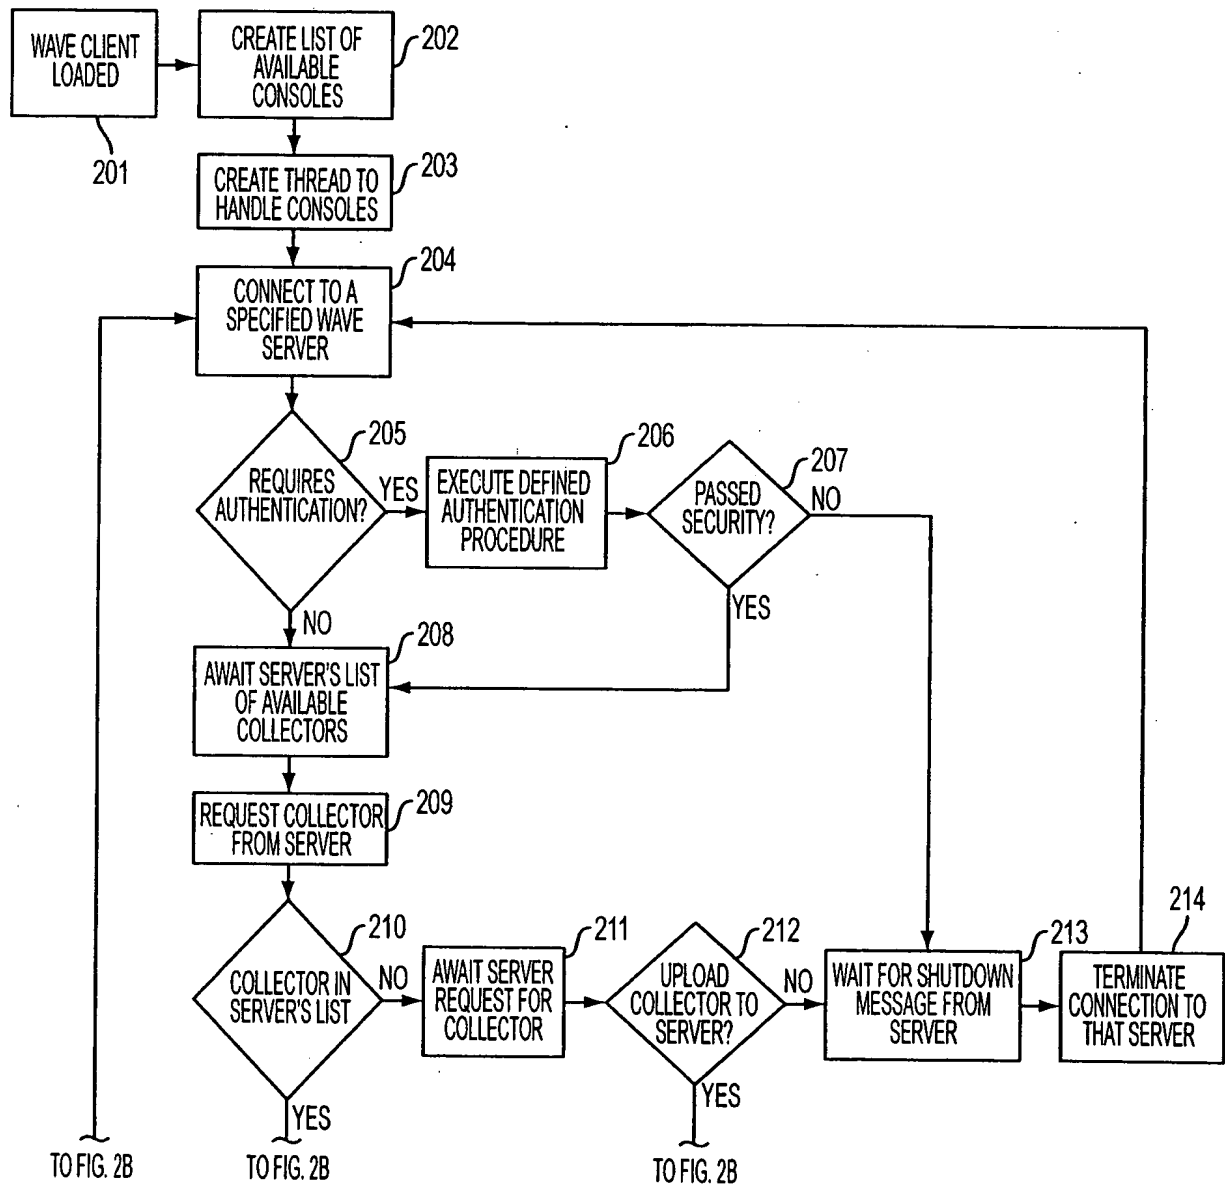 WAVE CLIENT
LOADED
201
CREATE LIST OF
AVAILABLE
CONSOLES
202
CREATE THREAD TO
HANDLE CONSOLES
203
CONNECT TO A
SPECIFIED WAVE
SERVER
204
REQUIRES
AUTHENTICATION?
205
YES
NO
EXECUTE DEFINED
AUTHENTICATION
PROCEDURE
206
PASSED
SECURITY?
207
NO
YES
AWAIT SERVER'S LIST
OF AVAILABLE
COLLECTORS
208
REQUEST COLLECTOR
FROM SERVER
209
COLLECTOR IN
SERVER'S LIST
210
NO
YES
AWAIT SERVER
REQUEST FOR
COLLECTOR
211
UPLOAD
COLLECTOR TO
SERVER?
212
NO
YES
WAIT FOR SHUTDOWN
MESSAGE FROM
SERVER
213
TERMINATE
CONNECTION TO
THAT SERVER
214
TO FIG. 2B
TO FIG. 2B
TO FIG. 2B